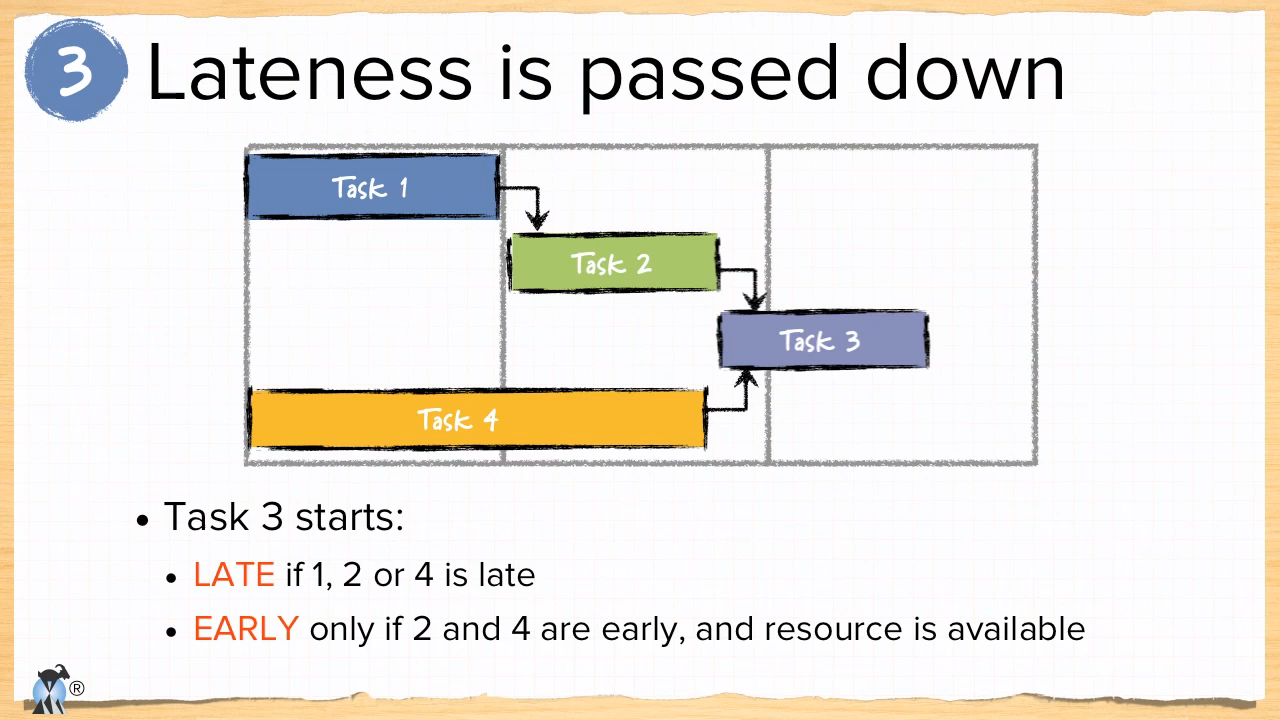 3
Lateness is passed down
Task 1
Task 2
Task 3
Task 4
• Task 3 starts:
• LATE if 1, 2 or 4 is late
• EARLY only if 2 and 4 are early, and resource is available
®